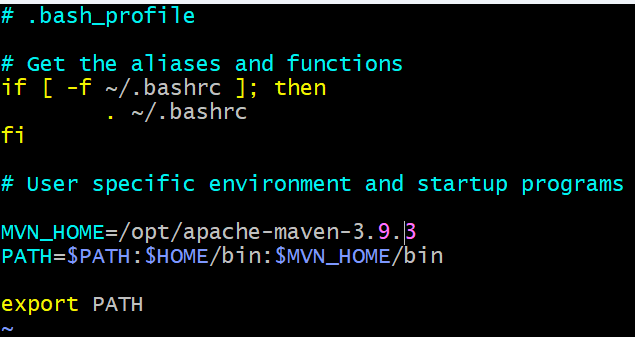 # .bash_profile
# Get the aliases and functions
if [ -f ~/.bashrc ]; then
. ~/.bashrc
fi
# User specific environment and startup programs
MVN_HOME=/opt/apache-maven-3.9.3
PATH=$PATH:$HOME/bin:$MVN_HOME/bin
export PATH
~